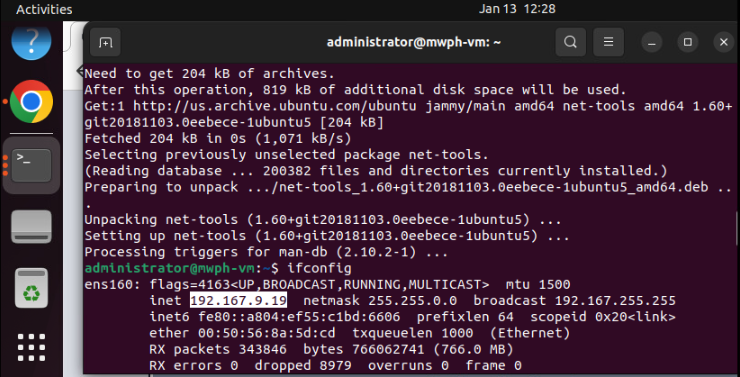 Activities
Jan 13 12:28
administrator@mwph-vm: ~
Need to get 204 kB of archives.
After this operation, 819 kB of additional disk space will be used.
Get:1 http://us.archive.ubuntu.com/ubuntu jammy/main amd64 net-tools amd64 1.60+
git20181103.0eebece-1ubuntu5 [204 kB]
Fetched 204 kB in 0s (1,071 kB/s)
Selecting previously unselected package net-tools.
(Reading database ... 200382 files and directories currently installed.)
Preparing to unpack .../net-tools_1.60+git20181103.0eebece-1ubuntu5_amd64.deb ..
.
Unpacking net-tools (1.60+git20181103.0eebece-1ubuntu5) ...
Setting up net-tools (1.60+git20181103.0eebece-1ubuntu5) ...
Processing triggers for man-db (2.10.2-1) ...
administrator@mwph-vm:~$ ifconfig
ens160: flags=4163<UP,BROADCAST,RUNNING,MULTICAST> mtu 1500
inet 192.167.9.19 netmask 255.255.0.0 broadcast 192.167.255.255
inet6 fe80::a804:ef55:c1bd:6606 prefixlen 64 scopeid 0x20<link>
ether 00:50:56:8a:5d:cd txqueuelen 1000 (Ethernet)
RX packets 343846 bytes 766062741 (766.0 MB)
RX errors 0 dropped 8979 overruns 0 frame 0